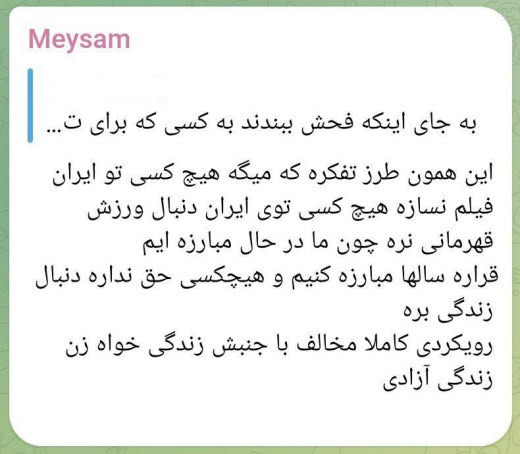 Meysam
به جای اینکه فحش ببندند به کسی که برای ت...
این همون طرز تفکره که میگه هیچ کسی تو ایران
فیلم نسازه هیچ کسی توی ایران دنبال ورزش
قهرمانی نره چون ما در حال مبارزه ایم
قراره سالها مبارزه کنیم و هیچکسی حق نداره دنبال
زندگی بره
رویکردی کاملا مخالف با جنبش زندگی خواه زن
زندگی آزادی